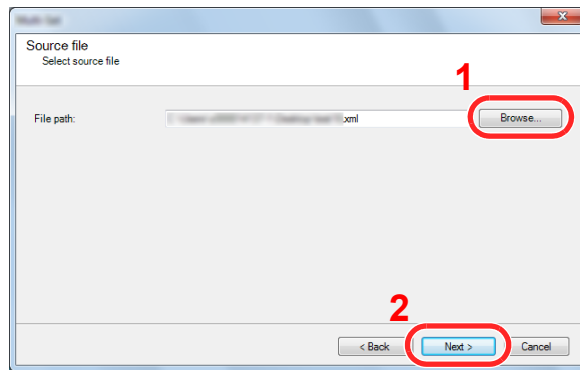 Source file
Select source file
1
File path:
.xml
Browse...
2
< Back
Next >
Cancel